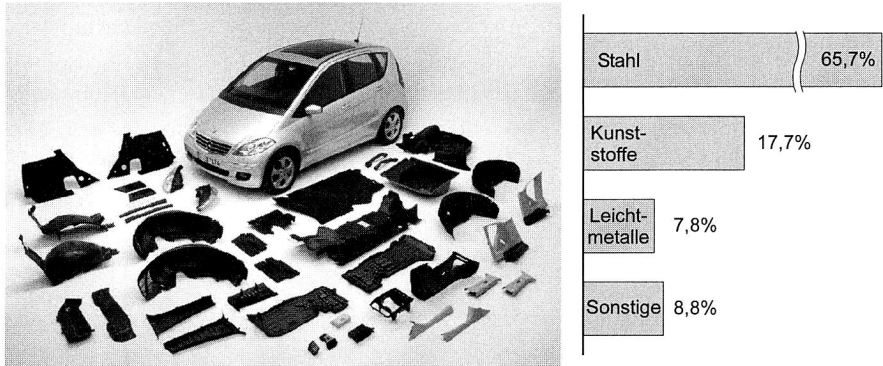 Stahl
65,7%
Kunst-
stoffe
17,7%
Leicht-
metalle
7,8%
Sonstige
8,8%